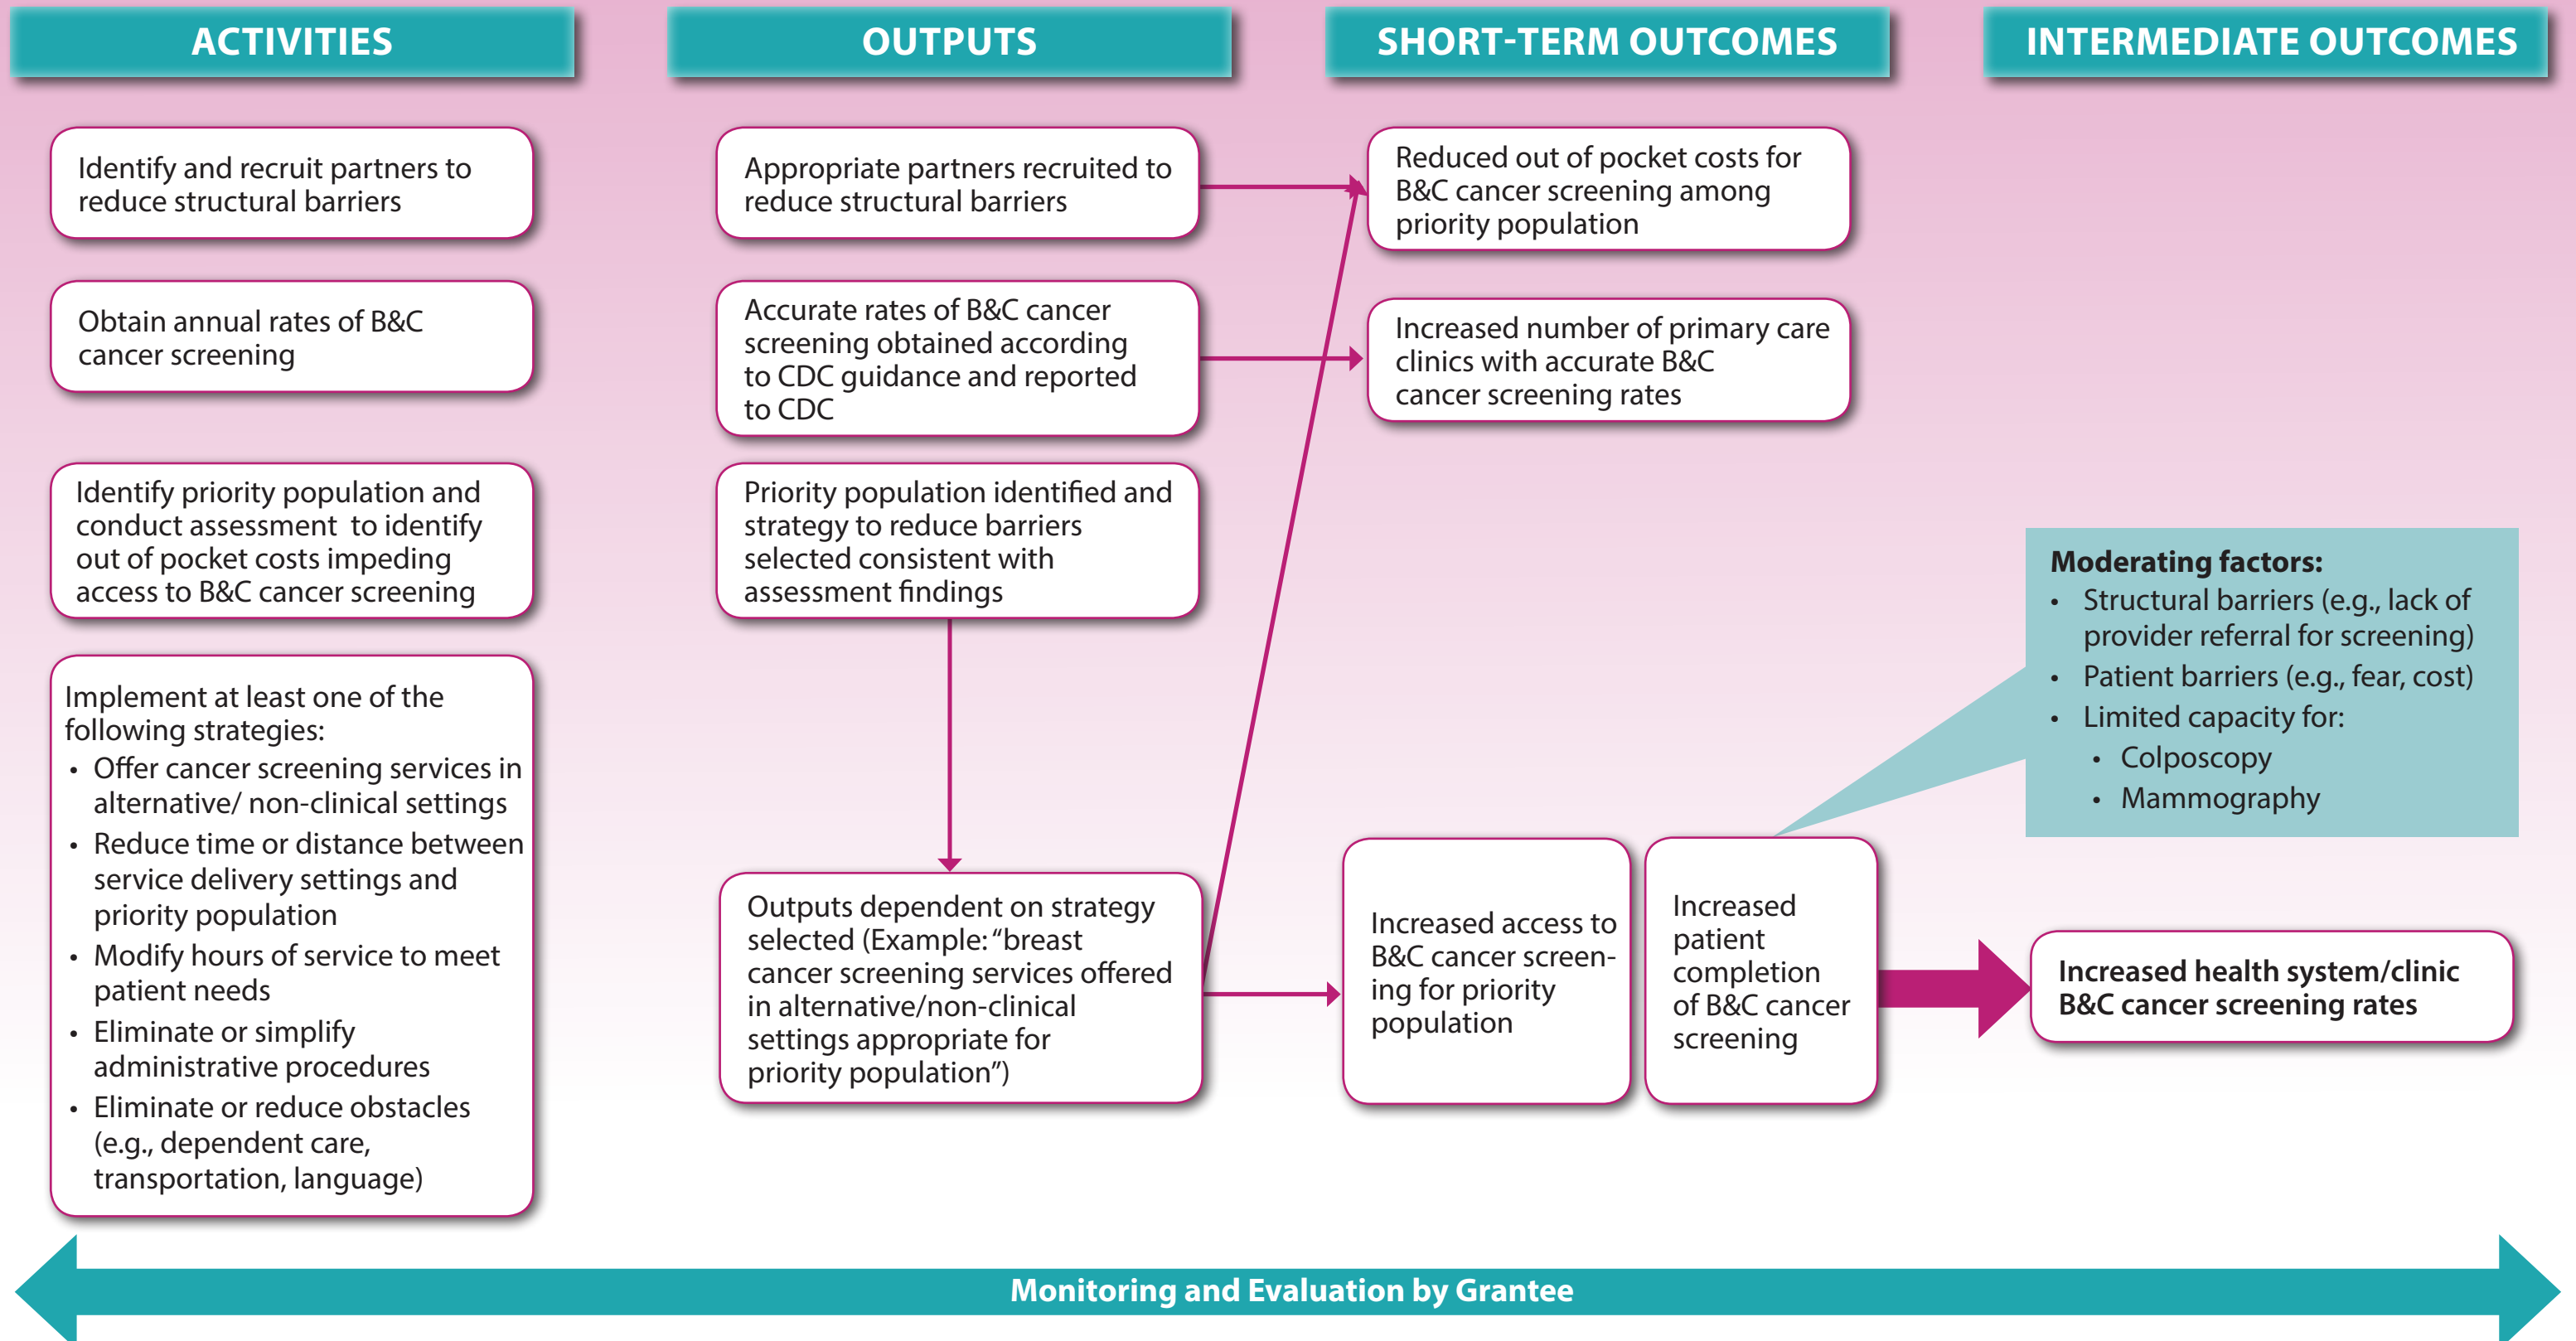 ACTIVITIES
Identify and recruit partners to
reduce structural barriers
Obtain annual rates of B&C
cancer screening
Identify priority population and
conduct assessment to identify
out of pocket costs impeding
access to B&C cancer screening
Implement at least one of the
following strategies:
• Offer cancer screening services in
alternative/ non-clinical settings
• Reduce time or distance between
service delivery settings and
priority population
• Modify hours of service to meet
patient needs
• Eliminate or simplify
administrative procedures
• Eliminate or reduce obstacles
(e.g., dependent care,
transportation, language)
OUTPUTS
Appropriate partners recruited to
reduce structural barriers
Accurate rates of B&C cancer
screening obtained according
to CDC guidance and reported
to CDC
Priority population identified and
strategy to reduce barriers
selected consistent with
assessment findings
Outputs dependent on strategy
selected (Example: “breast
cancer screening services offered
in alternative/non-clinical
settings appropriate for
priority population”)
SHORT-TERM OUTCOMES
Reduced out of pocket costs for
B&C cancer screening among
priority population
Increased number of primary care
clinics with accurate B&C
cancer screening rates
Increased access to
B&C cancer screen-
ing for priority
population
Increased
patient
completion
of B&C cancer
screening
INTERMEDIATE OUTCOMES
Moderating factors:
• Structural barriers (e.g., lack of
provider referral for screening)
• Patient barriers (e.g., fear, cost)
• Limited capacity for:
• Colposcopy
• Mammography
Increased health system/clinic
B&C cancer screening rates
Monitoring and Evaluation by Grantee